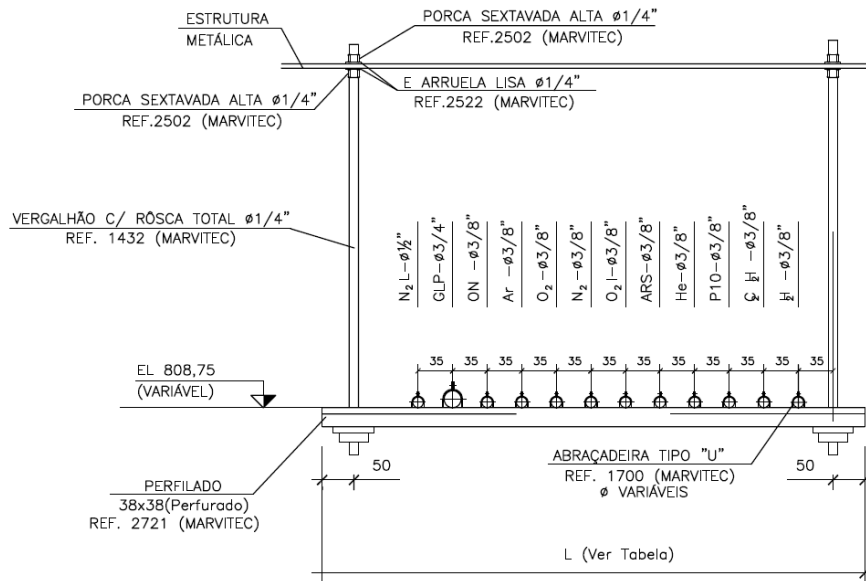 ESTRUTURA
METÁLICA
PORCA SEXTAVADA ALTA ø1/4"
REF.2502 (MARVITEC)
PORCA SEXTAVADA ALTA ø1/4"
REF.2502 (MARVITEC)
E ARRUELA LISA ø1/4"
REF.2522 (MARVITEC)
VERGALHÃO C/ RÔSCA TOTAL ø1/4"
REF. 1432 (MARVITEC)
N₂L-ø½"
GLP-ø3/4"
ON -ø3/8"
Ar -ø3/8"
O₂-ø3/8"
N₂-ø3/8"
O₂I-ø3/8"
ARS-ø3/8"
He-ø3/8"
P10-ø3/8"
C₂H₂-ø3/8"
H₂-ø3/8"
35 35 35 35 35 35 35 35 35 35 35 35
EL 808,75
(VARIÁVEL)
50
ABRAÇADEIRA TIPO "U"
REF. 1700 (MARVITEC)
ø VARIÁVEIS
50
PERFILADO
38x38(Perfurado)
REF. 2721 (MARVITEC)
L (Ver Tabela)